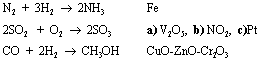 N₂ + 3H₂ → 2NH₃ Fe
2SO₂ + O₂ → 2SO₃ a) V₂O₅, b) NO₂, c)Pt
CO + 2H₂ → CH₃OH CuO-ZnO-Cr₂O₃